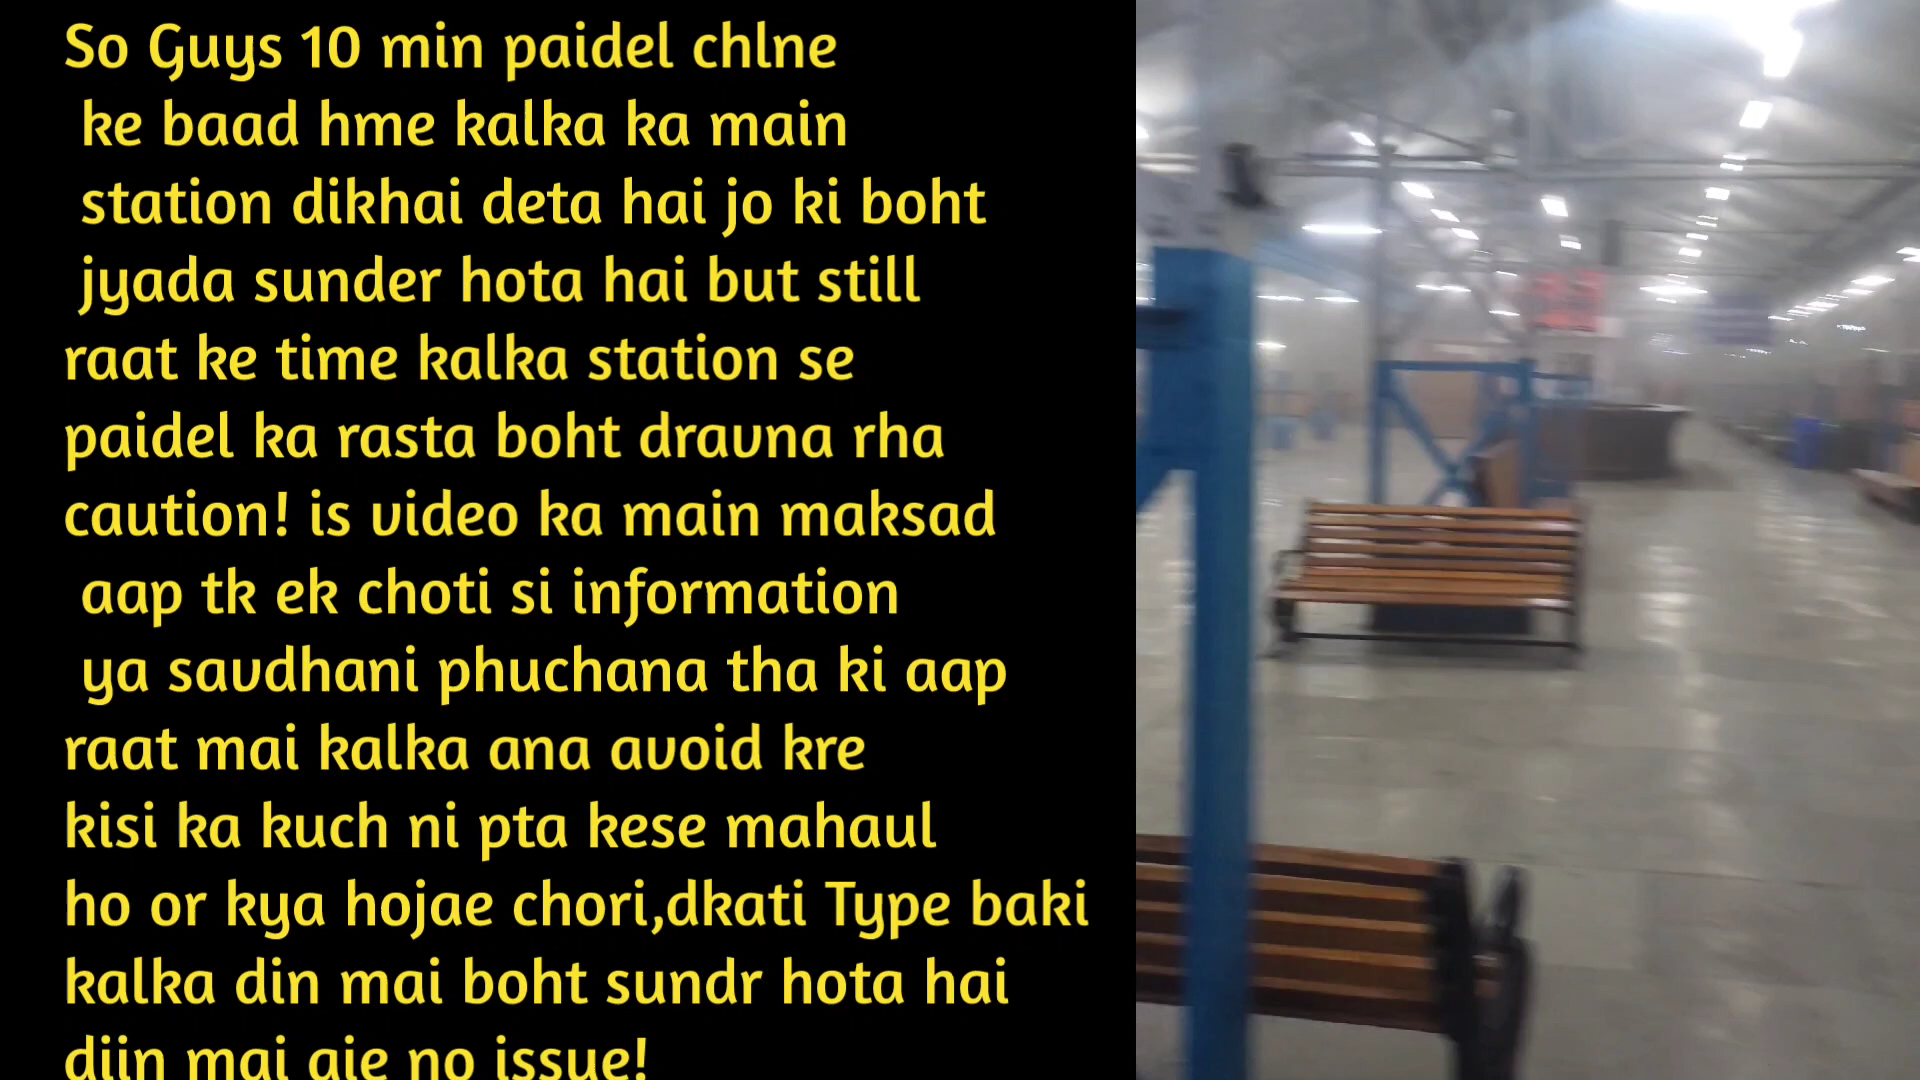 So Guys 10 min paidel chlne
ke baad hme kalka ka main
station dikhai deta hai jo ki boht
jyada sunder hota hai but still
raat ke time kalka station se
paidel ka rasta boht dravna rha
caution! is video ka main maksad
aap tk ek choti si information
ya savdhani phuchana tha ki aap
raat mai kalka ana avoid kre
kisi ka kuch ni pta kese mahaul
ho or kya hojae chori,dkati Type baki
kalka din mai boht sundr hota hai
diin mai aie no issue!